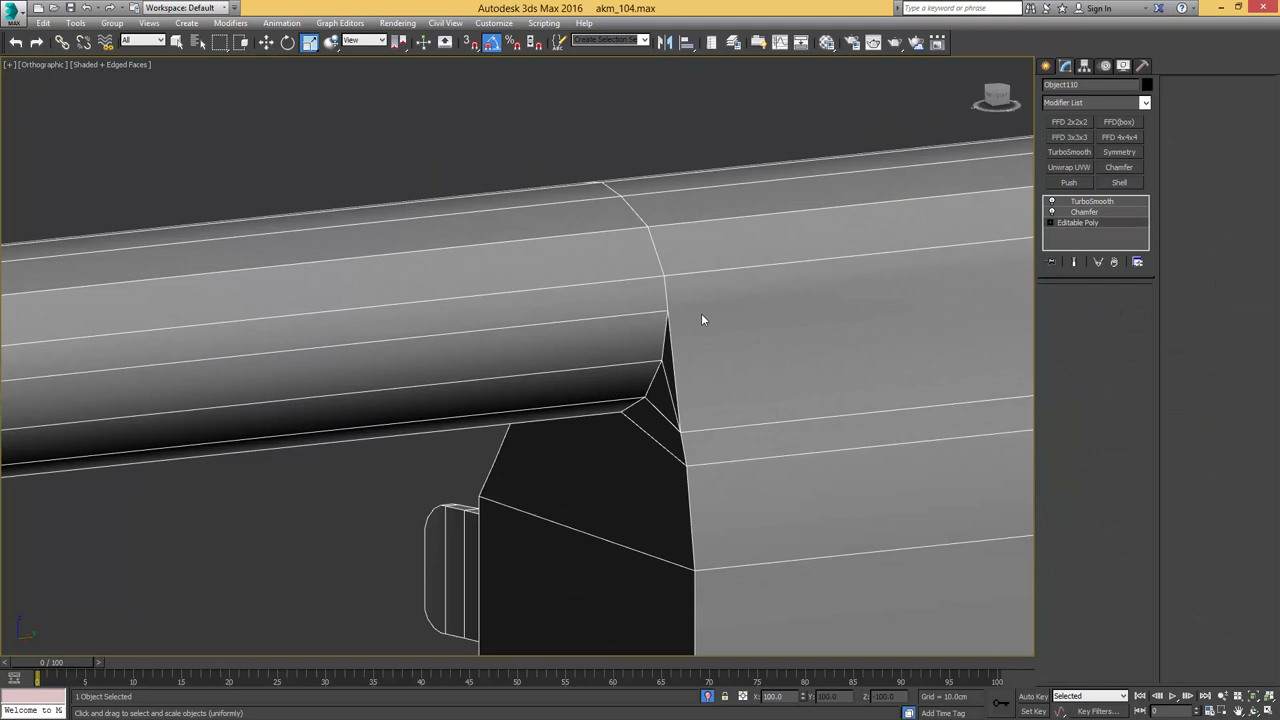 Autodesk 3ds Max 2016    akm_104.max
Workspace: Default
Type a keyword or phrase
Sign In
MAX
Edit Tools Group Views Create Modifiers Animation Graph Editors Rendering Customize Scripting Help
All
View
Create Selection Se
[+] [Orthographic] [Shaded + Edged Faces]
Object110
Modifier List
FFD 2x2x2 FFD(box)
FFD 3x3x3 FFD 4x4x4
TurboSmooth Symmetry
Unwrap UVW Chamfer
Push Shell
TurboSmooth
Chamfer
Editable Poly
0 / 100
0 5 10 15 20 25 30 35 40 45 50 55 60 65 70 75 80 85 90 95 100
1 Object Selected
X: 100.0 Y: 100.0 Z: -100.0
Grid = 10.0cm
Auto Key Selected
Welcome to M
Click and drag to select and scale objects (uniformly)
Add Time Tag
Set Key Key Filters... 0